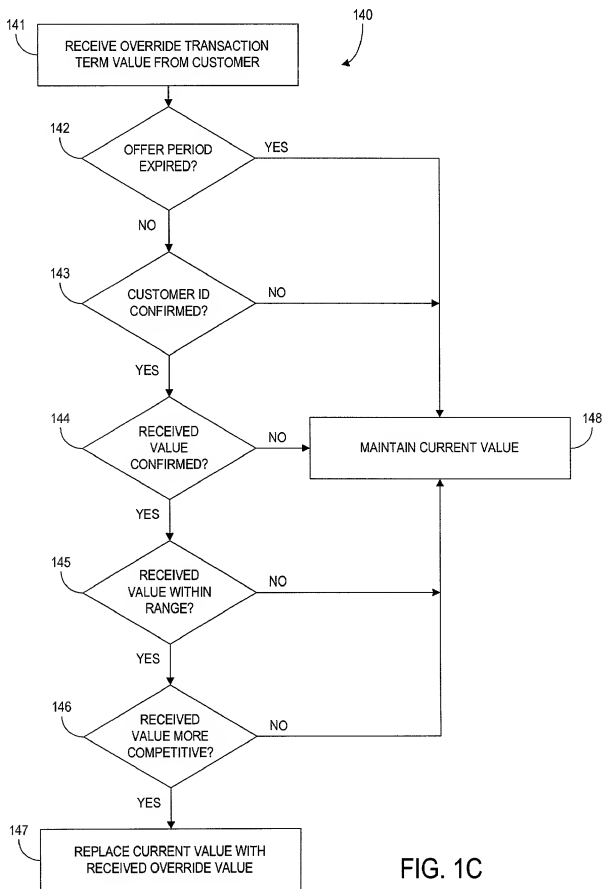 141
RECEIVE OVERRIDE TRANSACTION
TERM VALUE FROM CUSTOMER
140
142
OFFER PERIOD
EXPIRED?
YES
NO
143
CUSTOMER ID
CONFIRMED?
NO
YES
144
RECEIVED
VALUE
CONFIRMED?
NO
MAINTAIN CURRENT VALUE
148
YES
145
RECEIVED
VALUE WITHIN
RANGE?
NO
YES
146
RECEIVED
VALUE MORE
COMPETITIVE?
NO
YES
147
REPLACE CURRENT VALUE WITH
RECEIVED OVERRIDE VALUE
FIG. 1C